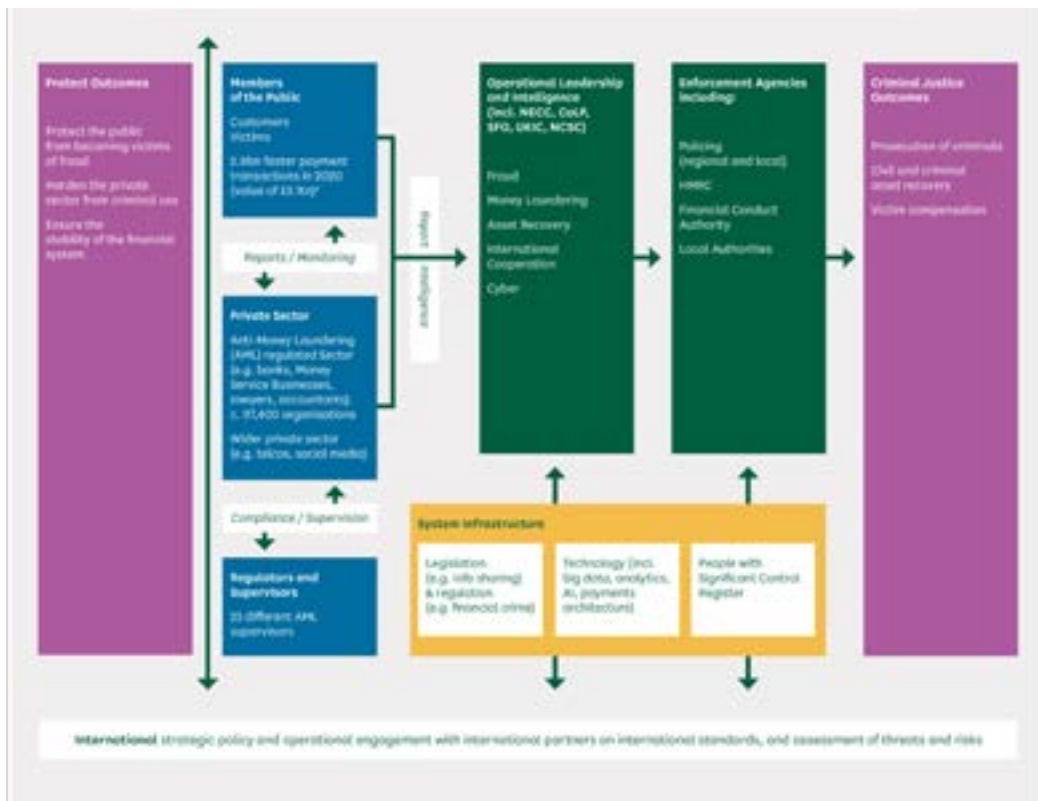 Protect Outcomes
Protect the public
from becoming victims
of fraud
Harden the private
sector from criminal use
Ensure the
stability of the financial
system
Members
of the Public
Customers
Victims
faster payment
transactions in 2020
(value of
Reports / Monitoring
Private Sector
Anti-Money Laundering
(AML) regulated Sector
(e.g. banks, Money
Service Businesses,
lawyers, accountants)
organisations
Wider private sector
(e.g. telcos, social media)
Compliance / Supervision
Regulators and
Supervisors
different AML
supervisors
Report
Intelligence
Operational Leadership
and Intelligence
(incl. NECC, CoLP,
SFO, UKIC, NCSC)
Fraud
Money Laundering
Asset Recovery
International
Cooperation
Cyber
Enforcement Agencies
including:
Policing
(regional and local)
HMRC
Financial Conduct
Authority
Local Authorities
Criminal Justice
Outcomes
Prosecution of criminals
Civil and criminal
asset recovery
Victim compensation
System Infrastructure
Legislation
(e.g. info sharing)
& regulation
(e.g. financial crime)
Technology (incl.
big data, analytics,
AI, payments
architecture)
People with
Significant Control
Register
International strategic policy and operational engagement with international partners on international standards, and assessment of threats and risks